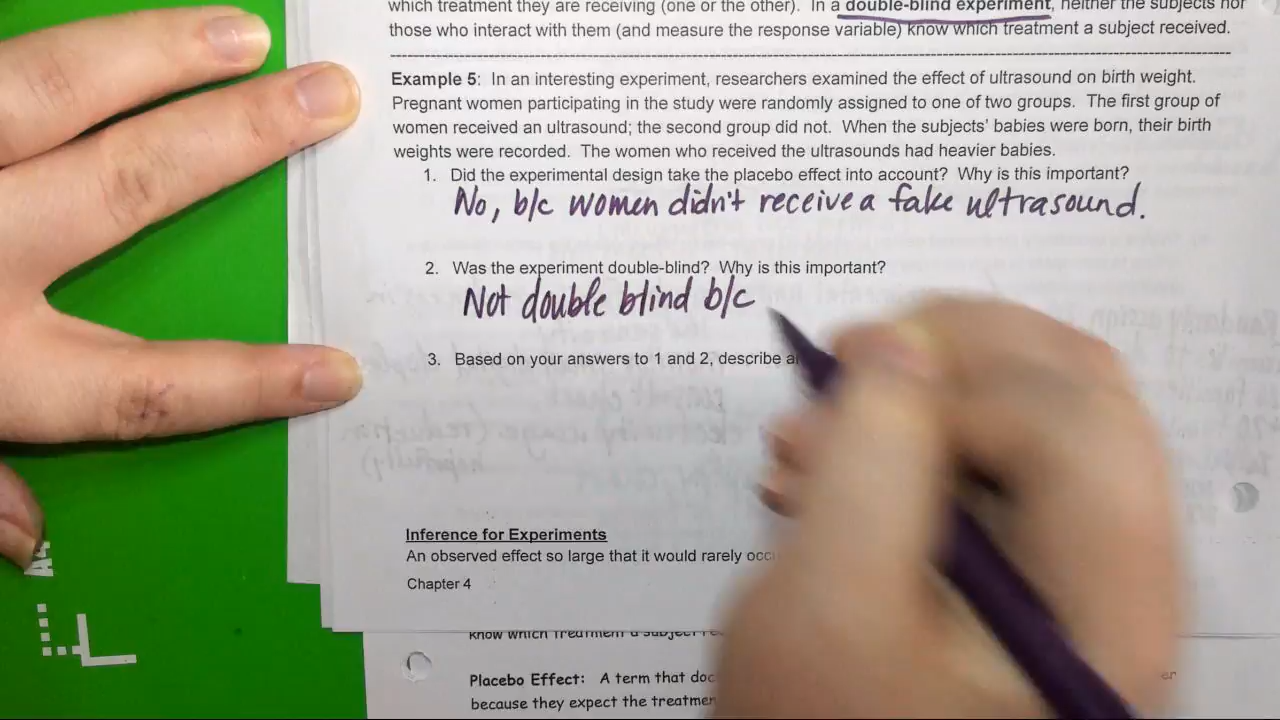 which treatment they are receiving (one or the other). In a double-blind experiment, neither the subjects nor
those who interact with them (and measure the response variable) know which treatment a subject received.
Example 5: In an interesting experiment, researchers examined the effect of ultrasound on birth weight.
Pregnant women participating in the study were randomly assigned to one of two groups. The first group of
women received an ultrasound; the second group did not. When the subjects' babies were born, their birth
weights were recorded. The women who received the ultrasounds had heavier babies.
1. Did the experimental design take the placebo effect into account? Why is this important?
No, b/c women didn't receive a fake ultrasound.
2. Was the experiment double-blind? Why is this important?
Not double blind b/c
3. Based on your answers to 1 and 2, describe
Inference for Experiments
An observed effect so large that it would rarely
Chapter 4
know which treatment a subject
Placebo Effect: A term that
because they expect the
A4